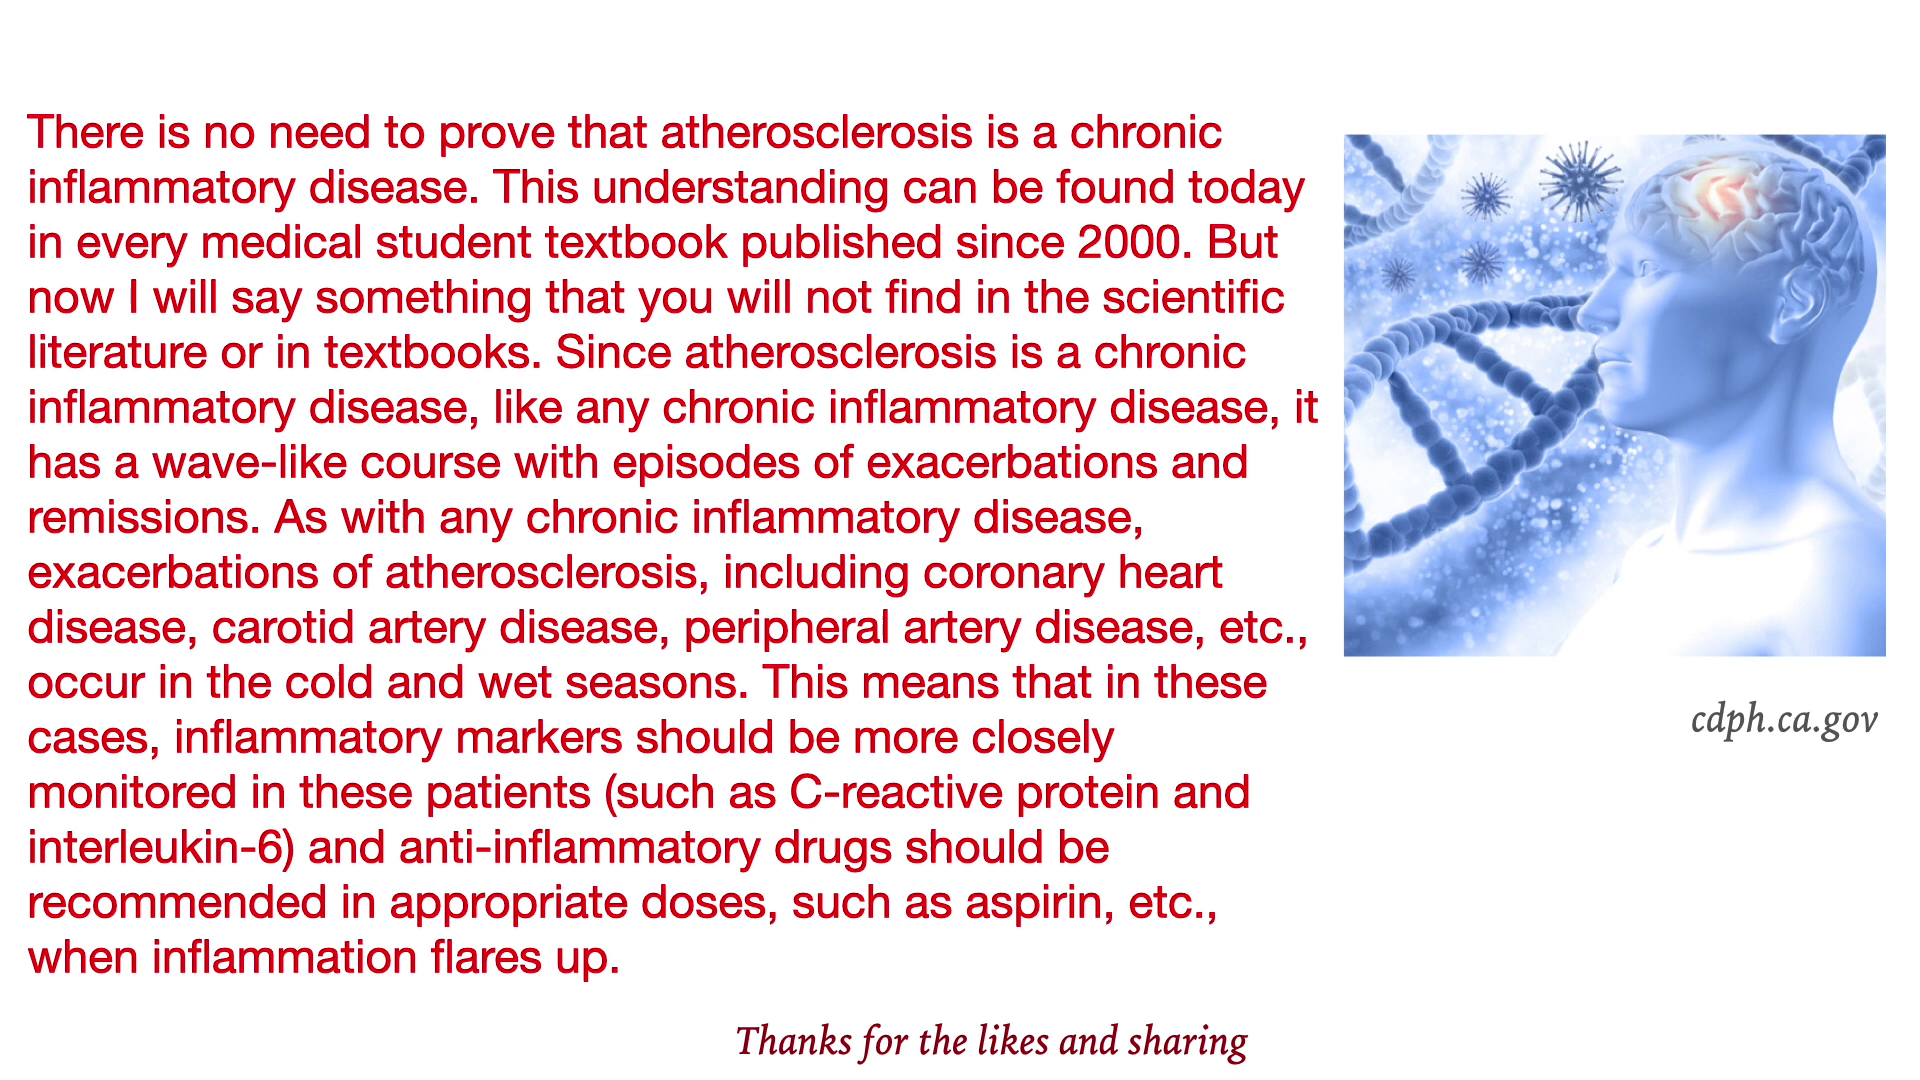 There is no need to prove that atherosclerosis is a chronic
inflammatory disease. This understanding can be found today
in every medical student textbook published since 2000. But
now I will say something that you will not find in the scientific
literature or in textbooks. Since atherosclerosis is a chronic
inflammatory disease, like any chronic inflammatory disease, it
has a wave-like course with episodes of exacerbations and
remissions. As with any chronic inflammatory disease,
exacerbations of atherosclerosis, including coronary heart
disease, carotid artery disease, peripheral artery disease, etc.,
occur in the cold and wet seasons. This means that in these
cases, inflammatory markers should be more closely
monitored in these patients (such as C-reactive protein and
interleukin-6) and anti-inflammatory drugs should be
recommended in appropriate doses, such as aspirin, etc.,
when inflammation flares up.
cdph.ca.gov
Thanks for the likes and sharing